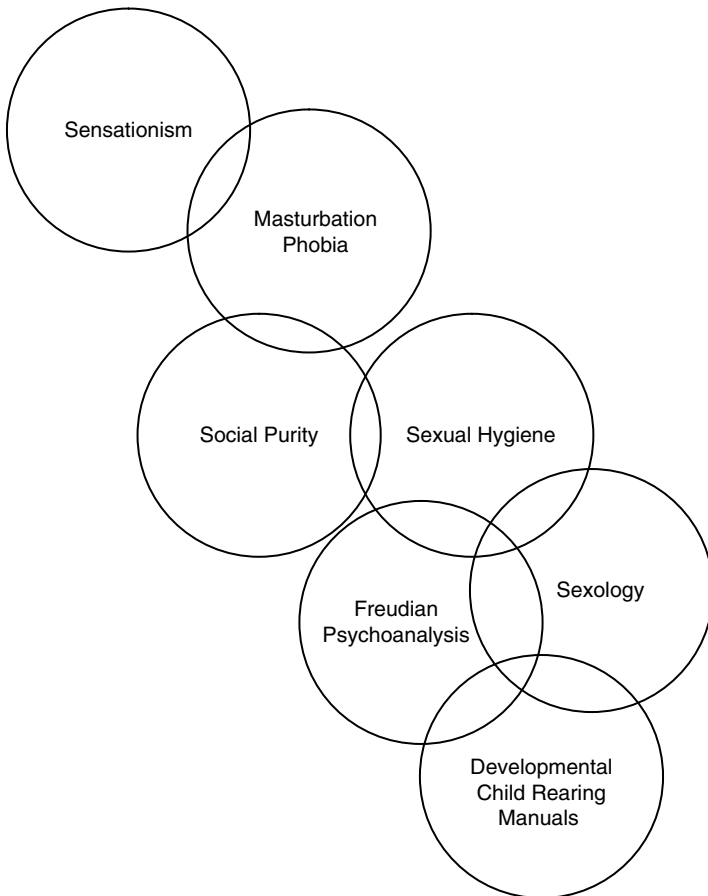 Sensationism
Masturbation
Phobia
Social Purity
Sexual Hygiene
Sexology
Freudian
Psychoanalysis
Developmental
Child Rearing
Manuals